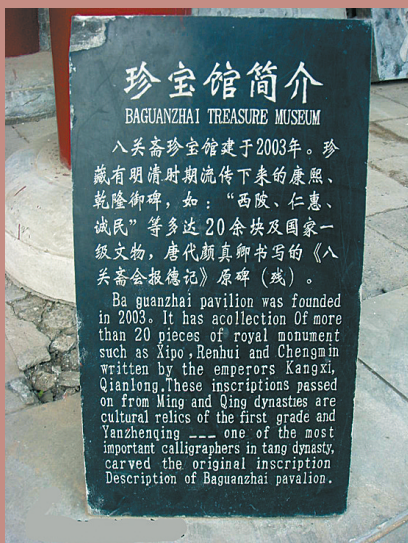 珍宝馆简介
BAGUANZHAI TREASURE MUSEUM
八关斋珍宝馆建于2003年。珍
藏有明清时期流传下来的康熙、
乾隆御碑，如：“西陂、仁惠、
诚民”等多达20余块及国家一
级文物，唐代颜真卿书写的《八
关斋会报德记》原碑（残）。
Ba guanzhai pavilion was founded
in 2003。It has acollection Of more
than 20 pieces of royal monument
such as Xipo,Renhui and Chengmin
written by the emperors Kangxi,
Qianlong.These inscriptions passed
on from Ming and Qing dynasties are
cultural relics of the first grade and
Yanzhenqing ___ one of the most
important calligraphers in tang dynasty,
carved the original inscription
Description of Baguanzhai pavalion.